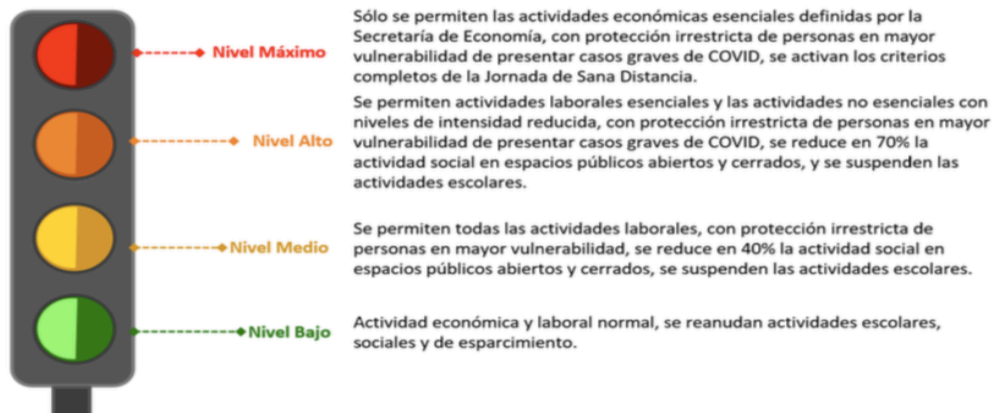 Nivel Máximo
Sólo se permiten las actividades económicas esenciales definidas por la
Secretaría de Economía, con protección irrestricta de personas en mayor
vulnerabilidad de presentar casos graves de COVID, se activan los criterios
completos de la Jornada de Sana Distancia.
Nivel Alto
Se permiten actividades laborales esenciales y las actividades no esenciales con
niveles de intensidad reducida, con protección irrestricta de personas en mayor
vulnerabilidad de presentar casos graves de COVID, se reduce en 70% la
actividad social en espacios públicos abiertos y cerrados, y se suspenden las
actividades escolares.
Nivel Medio
Se permiten todas las actividades laborales, con protección irrestricta de
personas en mayor vulnerabilidad, se reduce en 40% la actividad social en
espacios públicos abiertos y cerrados, se suspenden las actividades escolares.
Nivel Bajo
Actividad económica y laboral normal, se reanudan actividades escolares,
sociales y de esparcimiento.